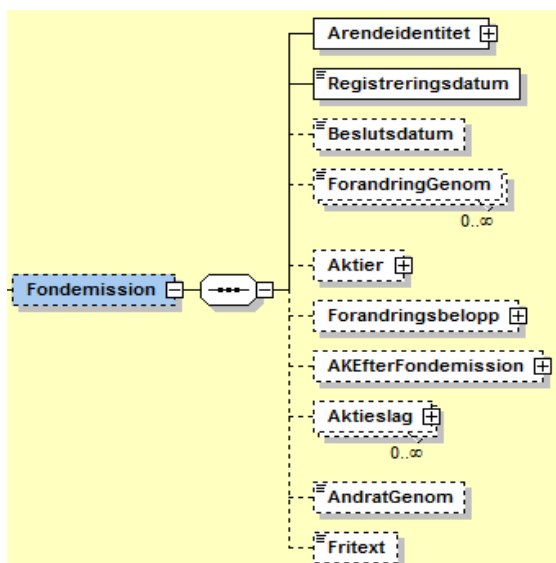 Arendeidentitet
Registreringsdatum
Beslutsdatum
ForandringGenom
0..∞
Aktier
Fondemission
Forandringsbelopp
AKEfterFondemission
Aktieslag
0..∞
AndratGenom
Fritext